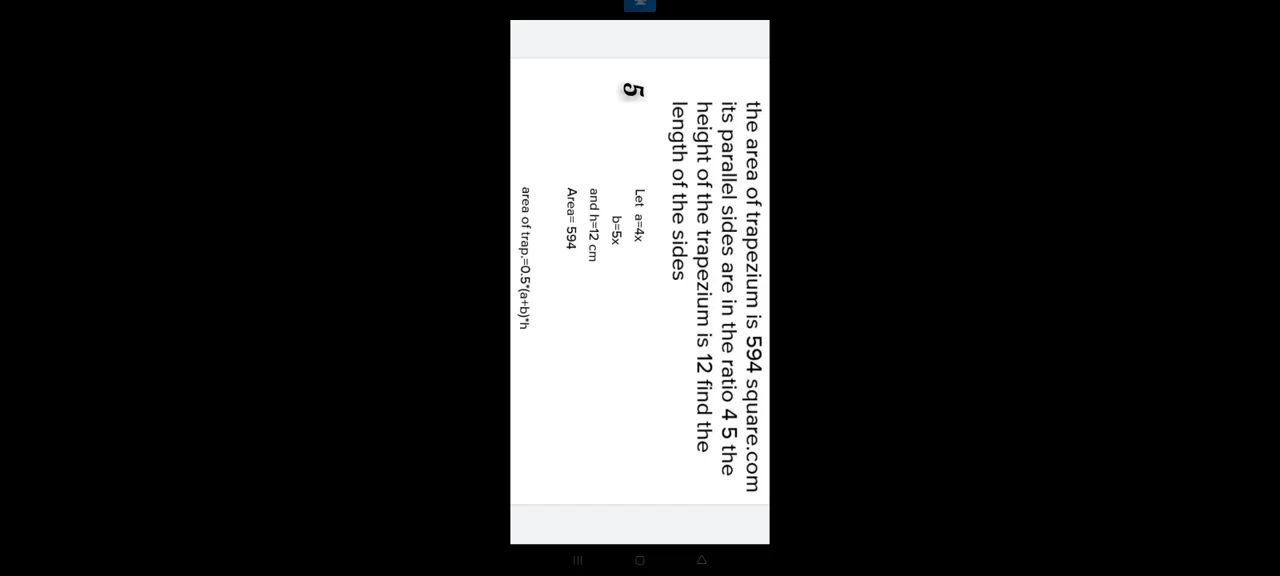 the area of trapezium is 594 square.com
its parallel sides are in the ratio 4 5 the
height of the trapezium is 12 find the
length of the sides
5
Let a=4x
b=5x
and h=12 cm
Area= 594
area of trap.=0.5*(a+b)*h